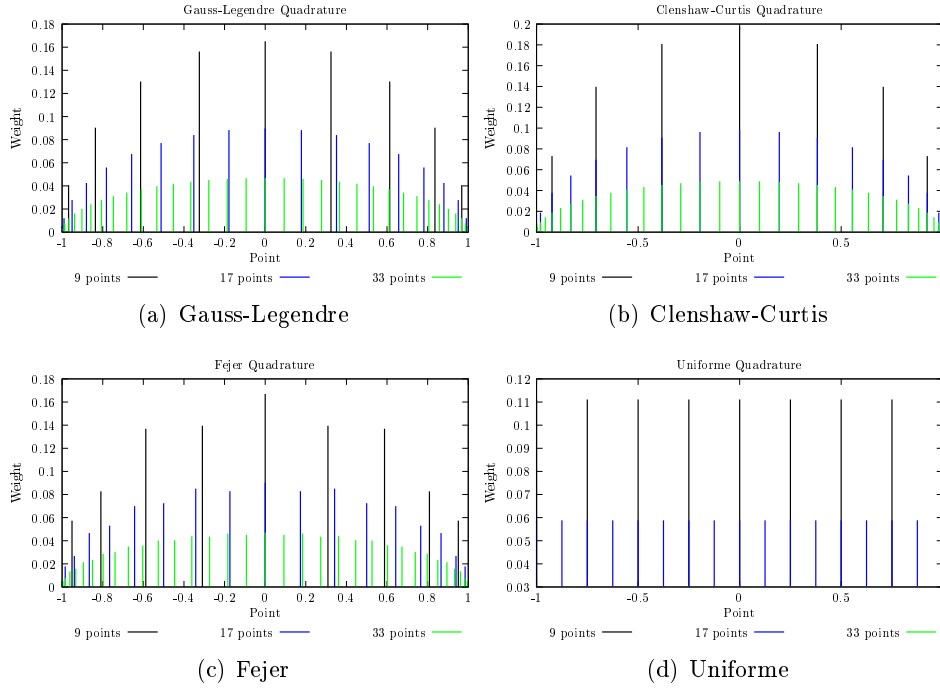 Gauss-Legendre Quadrature
0.18
0.16
0.14
0.12
0.1
0.08
0.06
0.04
0.02
0
Weight
-1 -0.8 -0.6 -0.4 -0.2 0 0.2 0.4 0.6 0.8 1
Point
9 points 17 points 33 points
(a) Gauss-Legendre
Clenshaw-Curtis Quadrature
0.2
0.18
0.16
0.14
0.12
0.1
0.08
0.06
0.04
0.02
0
Weight
-1 -0.5 0 0.5
Point
9 points 17 points 33 points
(b) Clenshaw-Curtis
Fejer Quadrature
0.18
0.16
0.14
0.12
0.1
0.08
0.06
0.04
0.02
0
Weight
-1 -0.8 -0.6 -0.4 -0.2 0 0.2 0.4 0.6 0.8 1
Point
9 points 17 points 33 points
(c) Fejer
Uniforme Quadrature
0.12
0.11
0.1
0.09
0.08
0.07
0.06
0.05
0.04
0.03
Weight
-1 -0.5 0 0.5
Point
9 points 17 points 33 points
(d) Uniforme